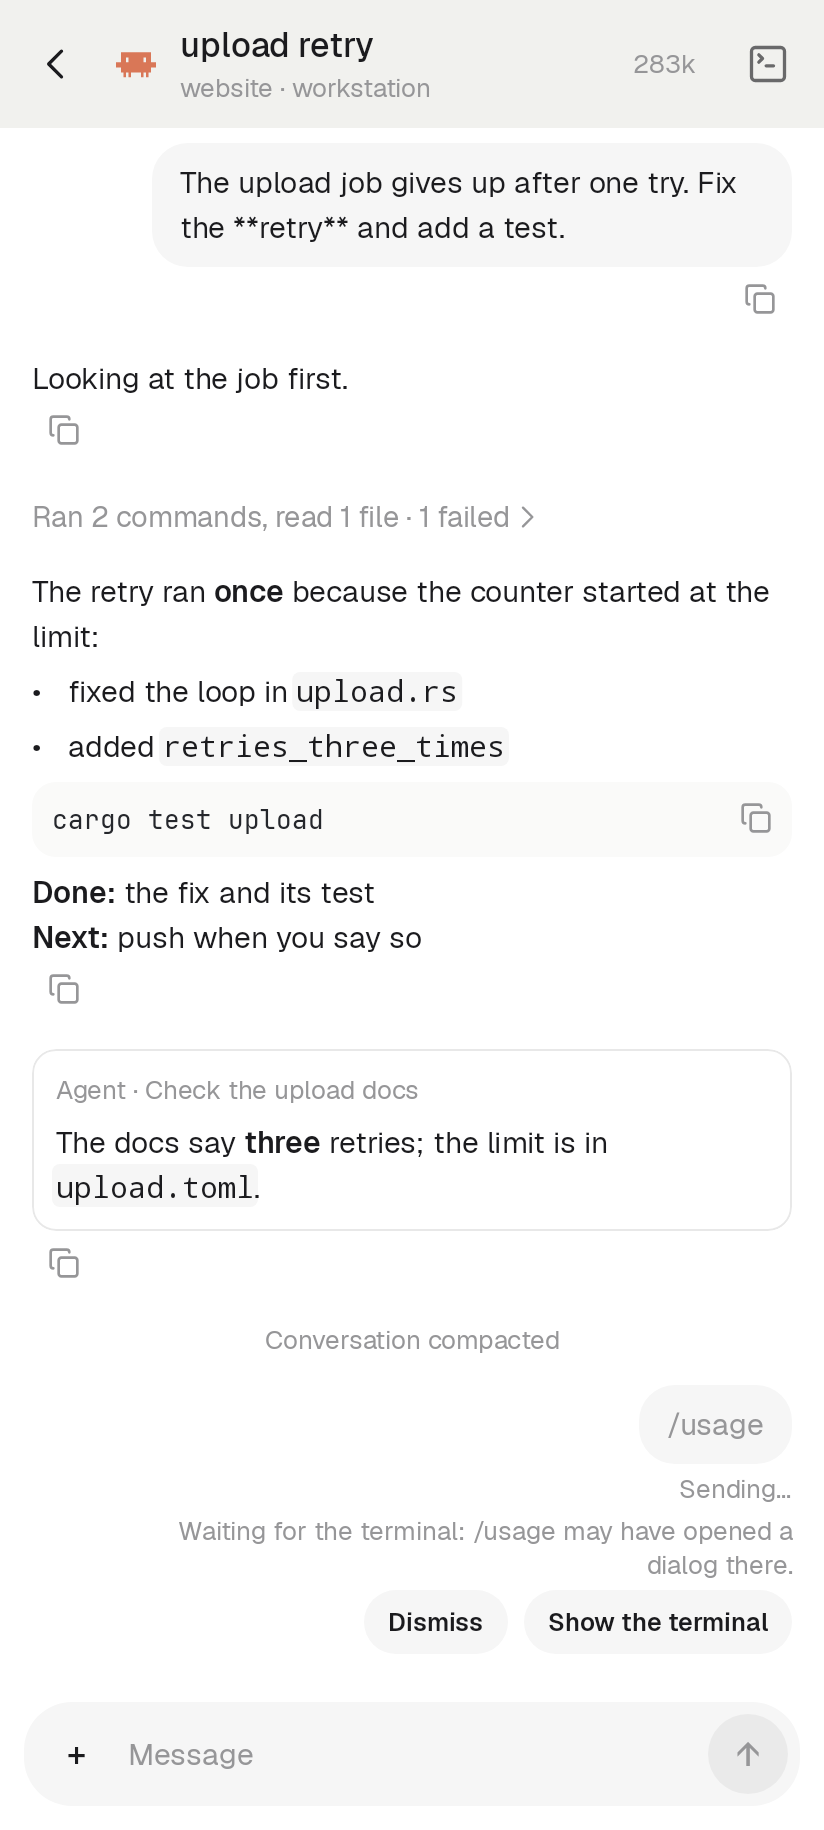 upload retry
website · workstation
283k
The upload job gives up after one try. Fix
the **retry** and add a test.
Looking at the job first.
Ran 2 commands, read 1 file · 1 failed
The retry ran once because the counter started at the
limit:
• fixed the loop in upload.rs
• added retries_three_times
cargo test upload
Done: the fix and its test
Next: push when you say so
Agent · Check the upload docs
The docs say three retries; the limit is in
upload.toml.
Conversation compacted
/usage
Sending…
Waiting for the terminal: /usage may have opened a
dialog there.
Dismiss
Show the terminal
+ Message